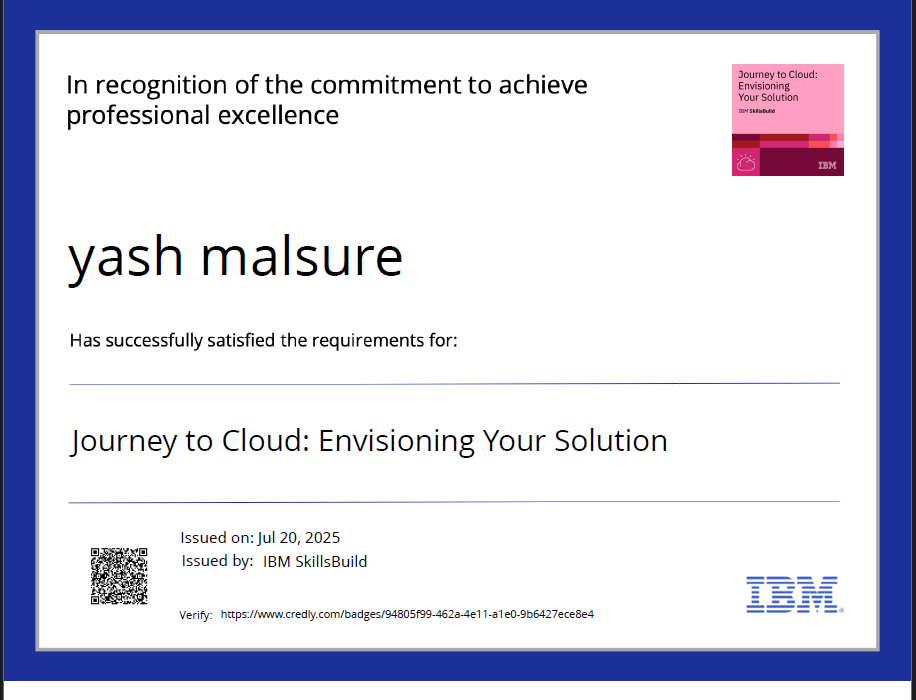 In recognition of the commitment to achieve
professional excellence
Journey to Cloud:
Envisioning
Your Solution
IBM SkillsBuild
IBM
yash malsure
Has successfully satisfied the requirements for:
Journey to Cloud: Envisioning Your Solution
Issued on: Jul 20, 2025
Issued by: IBM SkillsBuild
Verify: https://www.credly.com/badges/94805f99-462a-4e11-a1e0-9b6427ece8e4
IBM®